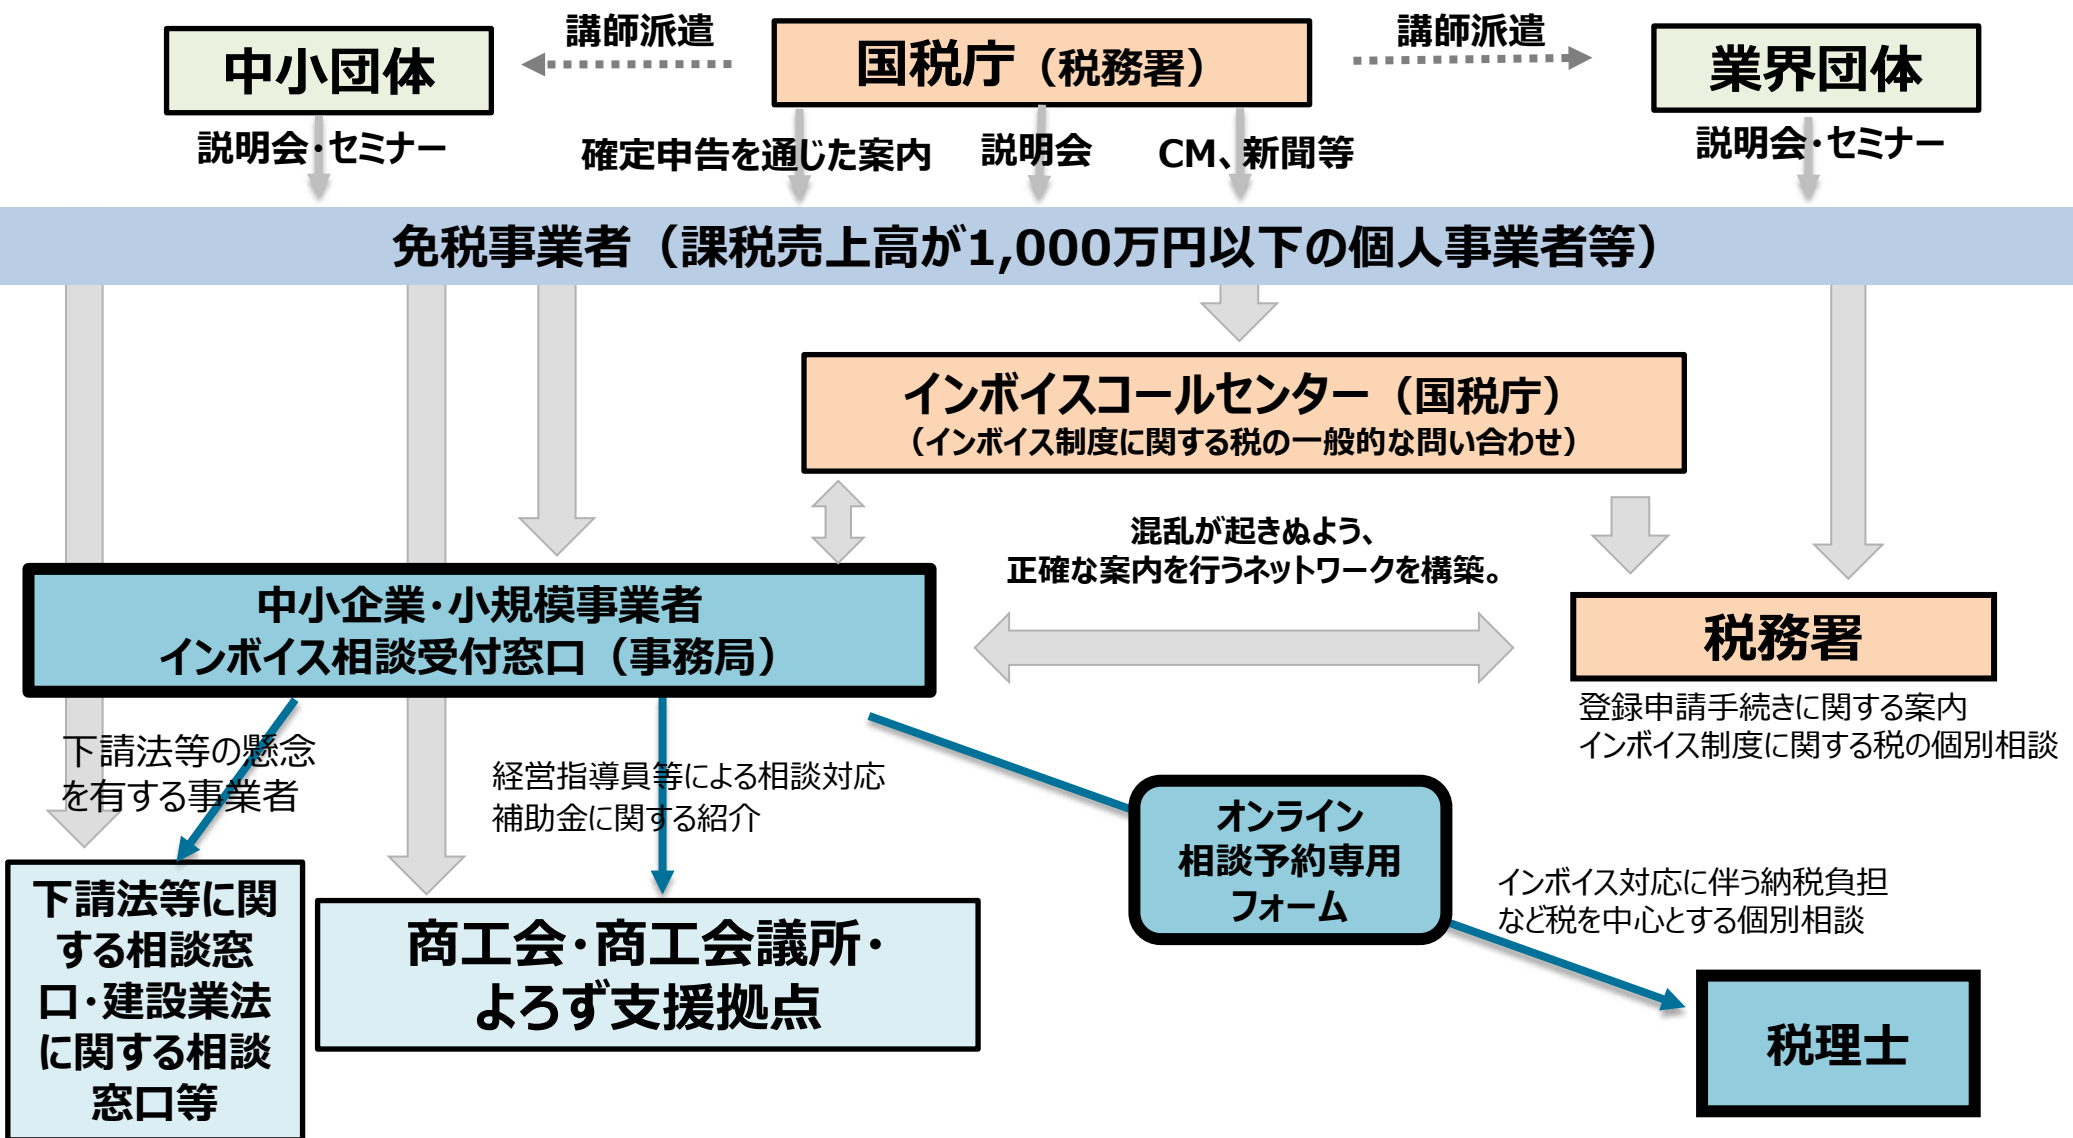 講師派遣
講師派遣
中小団体
国税庁（税務署）
業界団体
説明会・セミナー
確定申告を通じた案内
説明会
CM、新聞等
説明会・セミナー
免税事業者（課税売上高が1,000万円以下の個人事業者等）
インボイスコールセンター（国税庁）
（インボイス制度に関する税の一般的な問い合わせ）
混乱が起きぬよう、
正確な案内を行うネットワークを構築。
中小企業・小規模事業者
インボイス相談受付窓口（事務局）
税務署
登録申請手続きに関する案内
インボイス制度に関する税の個別相談
下請法等の懸念
を有する事業者
経営指導員等による相談対応
補助金に関する紹介
オンライン
相談予約専用
フォーム
インボイス対応に伴う納税負担
など税を中心とする個別相談
下請法等に関
する相談窓
口・建設業法
に関する相談
窓口等
商工会・商工会議所・
よろず支援拠点
税理士